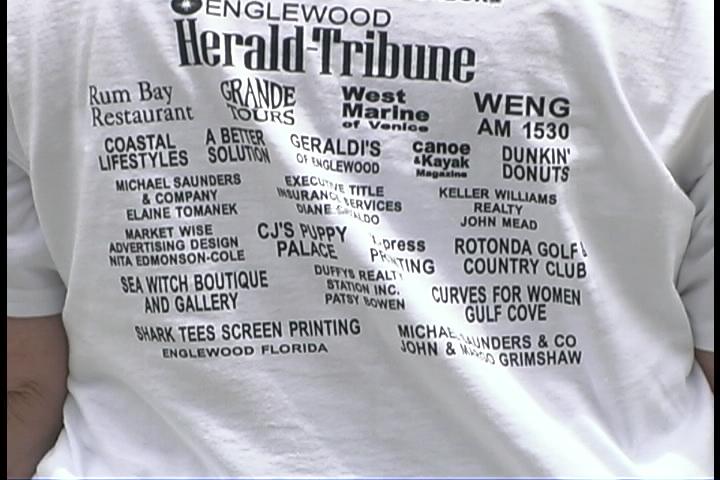 ENGLEWOOD
Herald-Tribune
Rum Bay
Restaurant
GRANDE
TOURS
West
Marine
of Venice
WENG
AM 1530
COASTAL
LIFESTYLES
A BETTER
SOLUTION
GERALDI'S
OF ENGLEWOOD
canoe
&Kayak
Magazine
DUNKIN'
DONUTS
MICHAEL SAUNDERS
& COMPANY
ELAINE TOMANEK
EXECUTIVE TITLE
INSURANCE SERVICES
DIANE
KELLER WILLIAMS
REALTY
JOHN MEAD
MARKET WISE
ADVERTISING DESIGN
NITA EDMONSON-COLE
CJ'S PUPPY
PALACE
PRINTING
ROTONDA GOLF
COUNTRY CLUB
SEA WITCH BOUTIQUE
AND GALLERY
DUFFYS REALTY
STATION INC.
PATSY BOWEN
CURVES FOR WOMEN
GULF COVE
SHARK TEES SCREEN PRINTING
ENGLEWOOD FLORIDA
MICHAEL SAUNDERS & CO
JOHN & GRIMSHAW